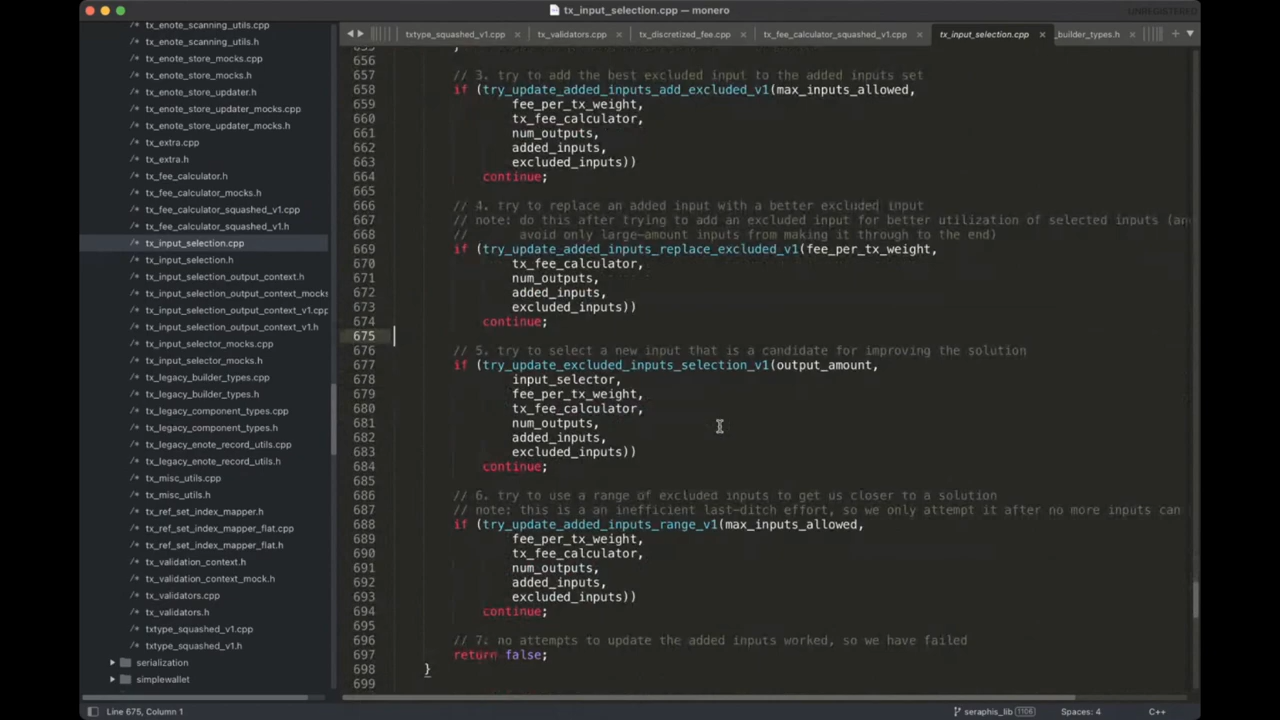 tx_input_selection.cpp — monero
UNREGISTERED
txtype_squashed_v1.cpp
tx_validators.cpp
tx_discretized_fee.cpp
tx_fee_calculator_squashed_v1.cpp
tx_input_selection.cpp
_builder_types.h
tx_enote_scanning_utils.cpp
tx_enote_scanning_utils.h
tx_enote_store_mocks.cpp
tx_enote_store_mocks.h
tx_enote_store_updater.h
tx_enote_store_updater_mocks.cpp
tx_enote_store_updater_mocks.h
tx_extra.cpp
tx_extra.h
tx_fee_calculator.h
tx_fee_calculator_mocks.h
tx_fee_calculator_squashed_v1.cpp
tx_fee_calculator_squashed_v1.h
tx_input_selection.cpp
tx_input_selection.h
tx_input_selection_output_context.h
tx_input_selection_output_context_mocks
tx_input_selection_output_context_v1.cpp
tx_input_selection_output_context_v1.h
tx_input_selector_mocks.cpp
tx_input_selector_mocks.h
tx_legacy_builder_types.cpp
tx_legacy_builder_types.h
tx_legacy_component_types.cpp
tx_legacy_component_types.h
tx_legacy_enote_record_utils.cpp
tx_legacy_enote_record_utils.h
tx_misc_utils.cpp
tx_misc_utils.h
tx_ref_set_index_mapper.h
tx_ref_set_index_mapper_flat.cpp
tx_ref_set_index_mapper_flat.h
tx_validation_context.h
tx_validation_context_mock.h
tx_validators.cpp
tx_validators.h
txtype_squashed_v1.cpp
txtype_squashed_v1.h
serialization
simplewallet
655 }
656
657 // 3. try to add the best excluded input to the added inputs set
658 if (try_update_added_inputs_add_excluded_v1(max_inputs_allowed,
659 fee_per_tx_weight,
660 tx_fee_calculator,
661 num_outputs,
662 added_inputs,
663 excluded_inputs))
664 continue;
665
666 // 4. try to replace an added input with a better excluded input
667 // note: do this after trying to add an excluded input for better utilization of selected inputs (an
668 // avoid only large-amount inputs from making it through to the end)
669 if (try_update_added_inputs_replace_excluded_v1(fee_per_tx_weight,
670 tx_fee_calculator,
671 num_outputs,
672 added_inputs,
673 excluded_inputs))
674 continue;
675
676 // 5. try to select a new input that is a candidate for improving the solution
677 if (try_update_excluded_inputs_selection_v1(output_amount,
678 input_selector,
679 fee_per_tx_weight,
680 tx_fee_calculator,
681 num_outputs,
682 added_inputs,
683 excluded_inputs))
684 continue;
685
686 // 6. try to use a range of excluded inputs to get us closer to a solution
687 // note: this is a an inefficient last-ditch effort, so we only attempt it after no more inputs can
688 if (try_update_added_inputs_range_v1(max_inputs_allowed,
689 fee_per_tx_weight,
690 tx_fee_calculator,
691 num_outputs,
692 added_inputs,
693 excluded_inputs))
694 continue;
695
696 // 7. no attempts to update the added inputs worked, so we have failed
697 return false;
698 }
699
Line 675, Column 1
seraphis_lib 1106
Spaces: 4
C++